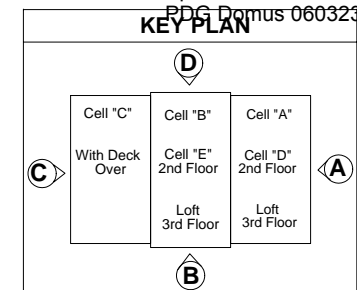 PDG Domus 060323
KEY PLAN
D
Cell "C"
With Deck
Over
Cell "B"
Cell "E"
2nd Floor
Loft
3rd Floor
Cell "A"
Cell "D"
2nd Floor
Loft
3rd Floor
C
A
B